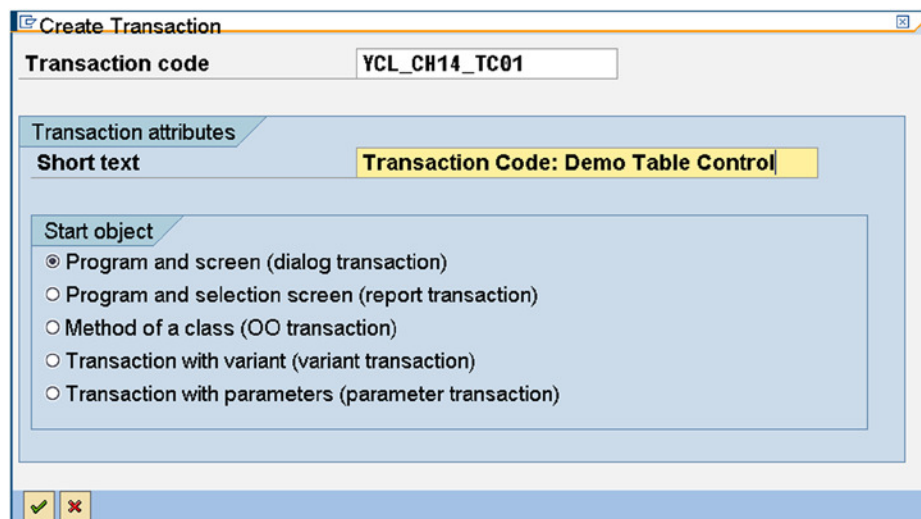 Create Transaction
Transaction code YCL_CH14_TC01
Transaction attributes
Short text Transaction Code: Demo Table Control
Start object
Program and screen (dialog transaction)
Program and selection screen (report transaction)
Method of a class (OO transaction)
Transaction with variant (variant transaction)
Transaction with parameters (parameter transaction)